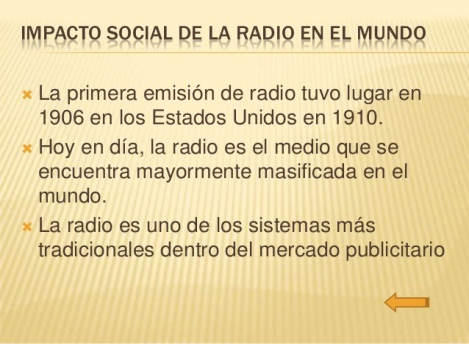 IMPACTO SOCIAL DE LA RADIO EN EL MUNDO
La primera emisión de radio tuvo lugar en
1906 en los Estados Unidos en 1910.
Hoy en día, la radio es el medio que se
encuentra mayormente masificada en el
mundo.
La radio es uno de los sistemas más
tradicionales dentro del mercado publicitario